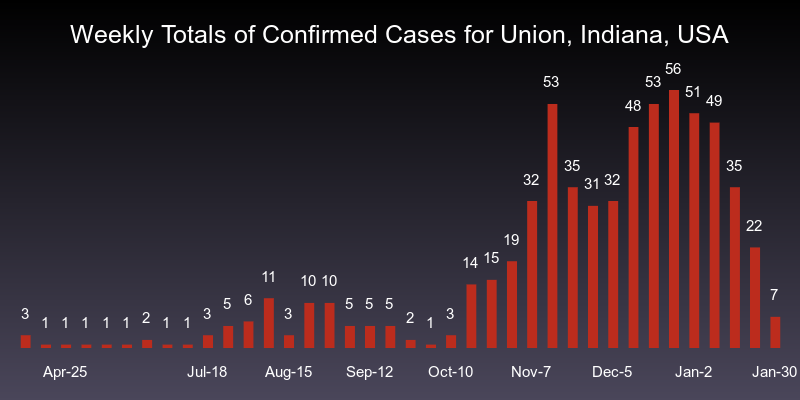 Weekly Totals of Confirmed Cases for Union, Indiana, USA
3 1 1 1 1 1 2 1 1 3 5 6 11 3 10 10 5 5 5 2 1 3 14 15 19 32 53 35 31 32 48 53 56 51 49 35 22 7
Apr-25 Jul-18 Aug-15 Sep-12 Oct-10 Nov-7 Dec-5 Jan-2 Jan-30